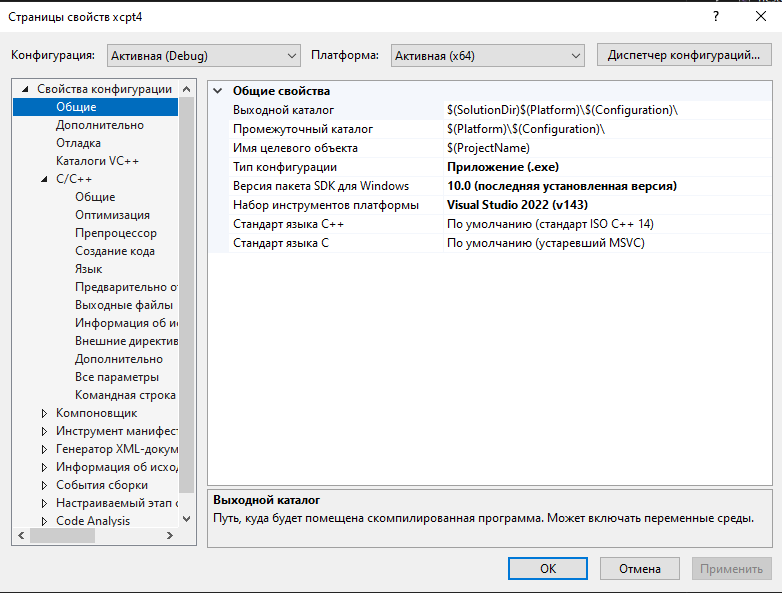 Страницы свойств xcpt4
?
Конфигурация: Активная (Debug) Платформа: Активная (x64) Диспетчер конфигураций...
Свойства конфигурации
Общие
Дополнительно
Отладка
Каталоги VC++
C/C++
Общие
Оптимизация
Препроцессор
Создание кода
Язык
Предварительно от
Выходные файлы
Информация об ис
Внешние директив
Дополнительно
Все параметры
Командная строка
Компоновщик
Инструмент манифест
Генератор XML-докум
Информация об исход
События сборки
Настраиваемый этап с
Code Analysis
Общие свойства
Выходной каталог $(SolutionDir)$(Platform)\$(Configuration)\
Промежуточный каталог $(Platform)\$(Configuration)\
Имя целевого объекта $(ProjectName)
Тип конфигурации Приложение (.exe)
Версия пакета SDK для Windows 10.0 (последняя установленная версия)
Набор инструментов платформы Visual Studio 2022 (v143)
Стандарт языка C++ По умолчанию (стандарт ISO C++ 14)
Стандарт языка C По умолчанию (устаревший MSVC)
Выходной каталог
Путь, куда будет помещена скомпилированная программа. Может включать переменные среды.
ОК Отмена Применить